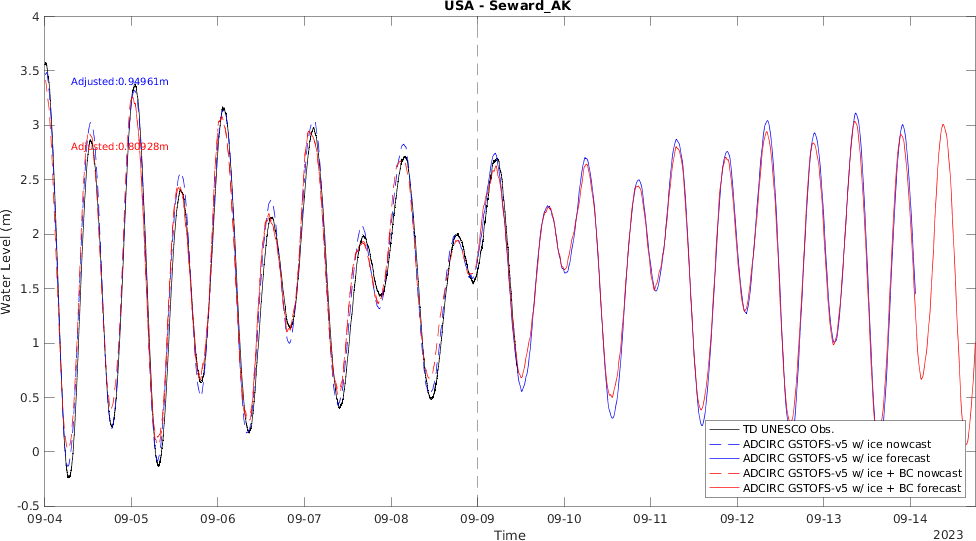 USA - Seward_AK
Adjusted:0.94961m
Adjusted:0.80928m
Water Level (m)
4
3.5
3
2.5
2
1.5
1
0.5
0
-0.5
09-04
09-05
09-06
09-07
09-08
09-09
09-10
09-11
09-12
09-13
09-14
Time
2023
TD UNESCO Obs.
ADCIRC GSTOFS-v5 w/ ice nowcast
ADCIRC GSTOFS-v5 w/ ice forecast
ADCIRC GSTOFS-v5 w/ ice + BC nowcast
ADCIRC GSTOFS-v5 w/ ice + BC forecast